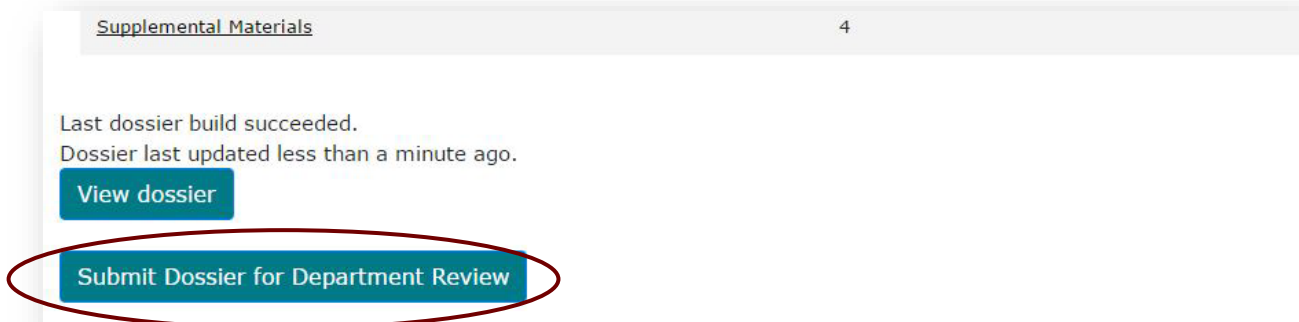 Supplemental Materials 4
Last dossier build succeeded.
Dossier last updated less than a minute ago.
View dossier
Submit Dossier for Department Review